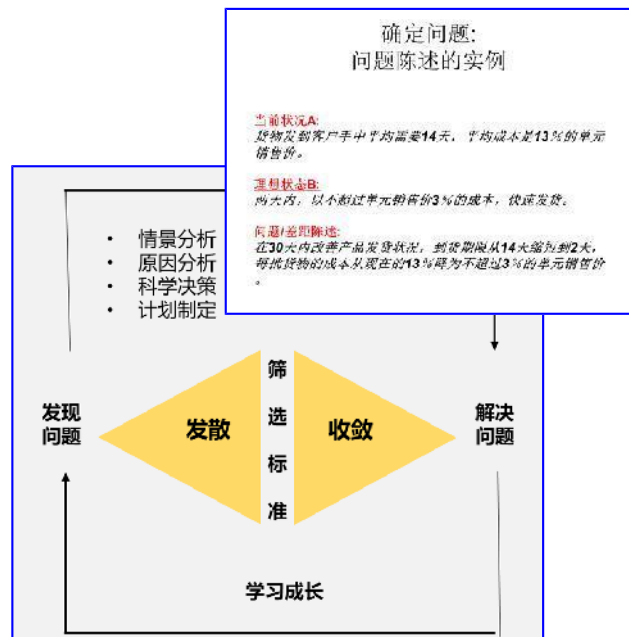 确定问题:
问题陈述的实例
当前状况A:
货物发到客户手中平均需要14天，平均成本是13%的单元
销售价。
理想状态B:
两天内，以不超过单元销售价3%的成本，快速发货。
问题/差距陈述:
在30天内改善产品发货状况，到货期限从14天缩短到2天，
每批货物的成本从现在的13%降为不超过3%的单元销售价
。
• 情景分析
• 原因分析
• 科学决策
• 计划制定
发现
问题
发散
筛
选
标
准
收敛
解决
问题
学习成长